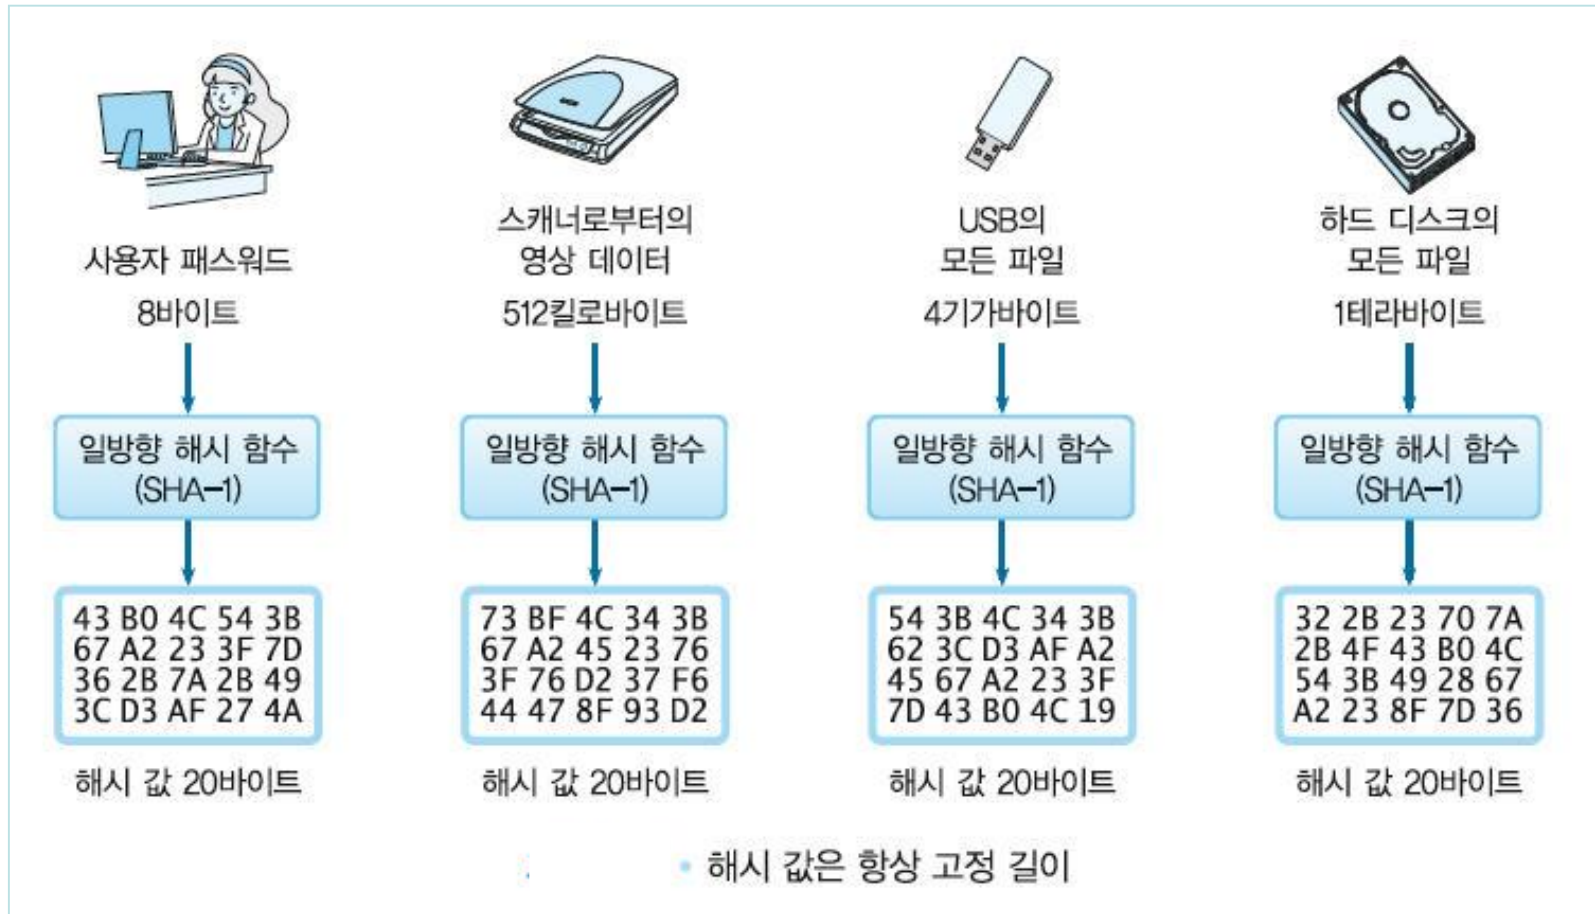 사용자 패스워드
8바이트
일방향 해시 함수
(SHA-1)
43 B0 4C 54 3B
67 A2 23 3F 7D
36 2B 7A 2B 49
3C D3 AF 27 4A
해시 값 20바이트
스캐너로부터의
영상 데이터
512킬로바이트
일방향 해시 함수
(SHA-1)
73 BF 4C 34 3B
67 A2 45 23 76
3F 76 D2 37 F6
44 47 8F 93 D2
해시 값 20바이트
USB의
모든 파일
4기가바이트
일방향 해시 함수
(SHA-1)
54 3B 4C 34 3B
62 3C D3 AF A2
45 67 A2 23 3F
7D 43 B0 4C 19
해시 값 20바이트
하드 디스크의
모든 파일
1테라바이트
일방향 해시 함수
(SHA-1)
32 2B 23 70 7A
2B 4F 43 B0 4C
54 3B 49 28 67
A2 23 8F 7D 36
해시 값 20바이트
• 해시 값은 항상 고정 길이